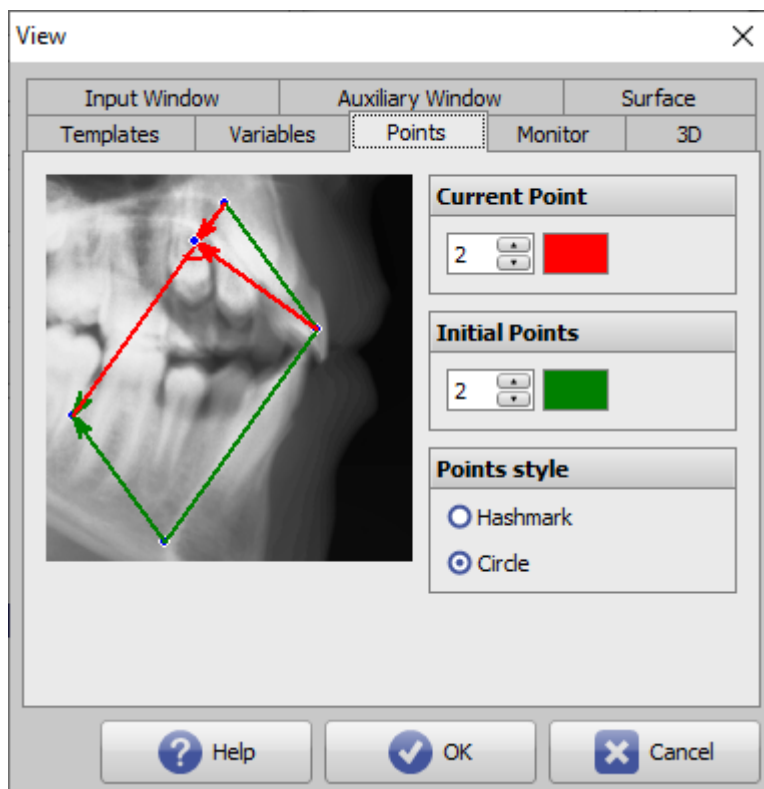 View
Input Window Auxiliary Window Surface
Templates Variables Points Monitor 3D
Current Point
2
Initial Points
2
Points style
Hashmark
Circle
Help OK Cancel